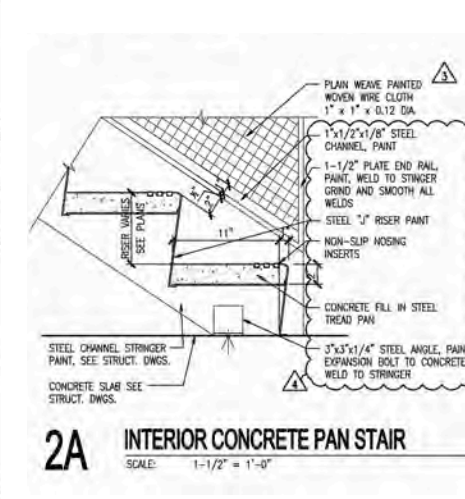 3
PLAIN WEAVE PAINTED
WOVEN WIRE CLOTH
1" x 1" x 0.12 DIA
1"x1/2"x1/8" STEEL
CHANNEL, PAINT
1-1/2" PLATE END RAIL,
PAINT, WELD TO STINGER
GRIND AND SMOOTH ALL
WELDS
STEEL "J" RISER PAINT
NON-SLIP NOSING
INSERTS
CONCRETE FILL IN STEEL
TREAD PAN
3"x3"x1/4" STEEL ANGLE, PAIN
EXPANSION BOLT TO CONCRETE
WELD TO STRINGER
4
RISER VARIES
SEE PLANS
11"
STEEL CHANNEL STRINGER
PAINT, SEE STRUCT. DWGS.
CONCRETE SLAB SEE
STRUCT. DWGS.
2A
INTERIOR CONCRETE PAN STAIR
SCALE: 1-1/2" = 1'-0"